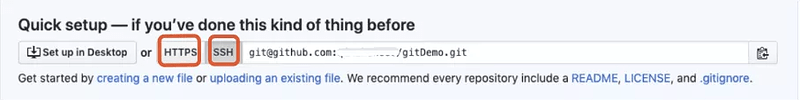 Quick setup — if you've done this kind of thing before
Set up in Desktop or HTTPS SSH git@github.com: /gitDemo.git
Get started by creating a new file or uploading an existing file. We recommend every repository include a README, LICENSE, and .gitignore.